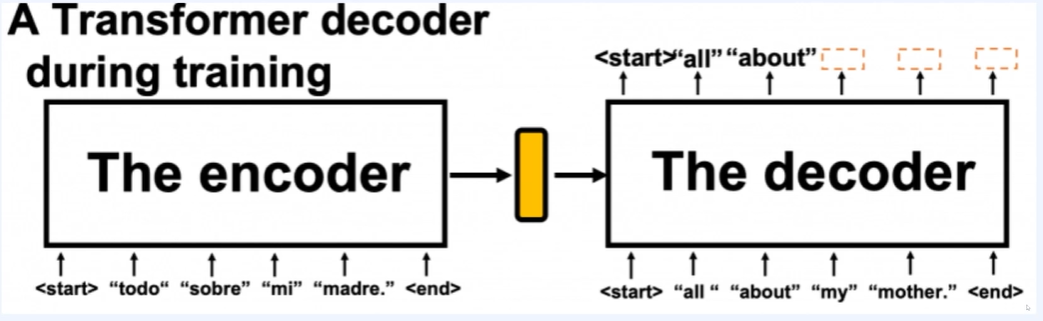 A Transformer decoder
during training
<start>“all” “about”
The encoder
The decoder
<start> “todo“ “sobre” “mi” “madre.” <end>
<start> “all “ “about” “my” “mother.” <end>